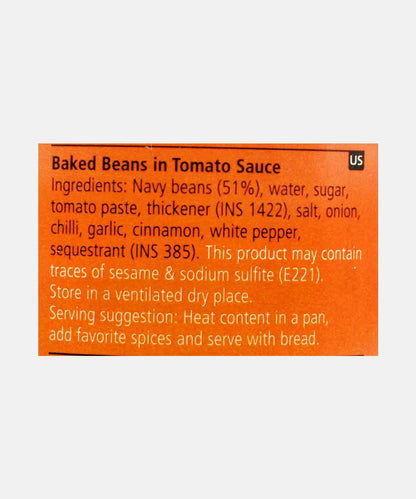 Baked Beans in Tomato Sauce US
Ingredients: Navy beans (51%), water, sugar,
tomato paste, thickener (INS 1422), salt, onion,
chilli, garlic, cinnamon, white pepper,
sequestrant (INS 385). This product may contain
traces of sesame & sodium sulfite (E221).
Store in a ventilated dry place.
Serving suggestion: Heat content in a pan,
add favorite spices and serve with bread.